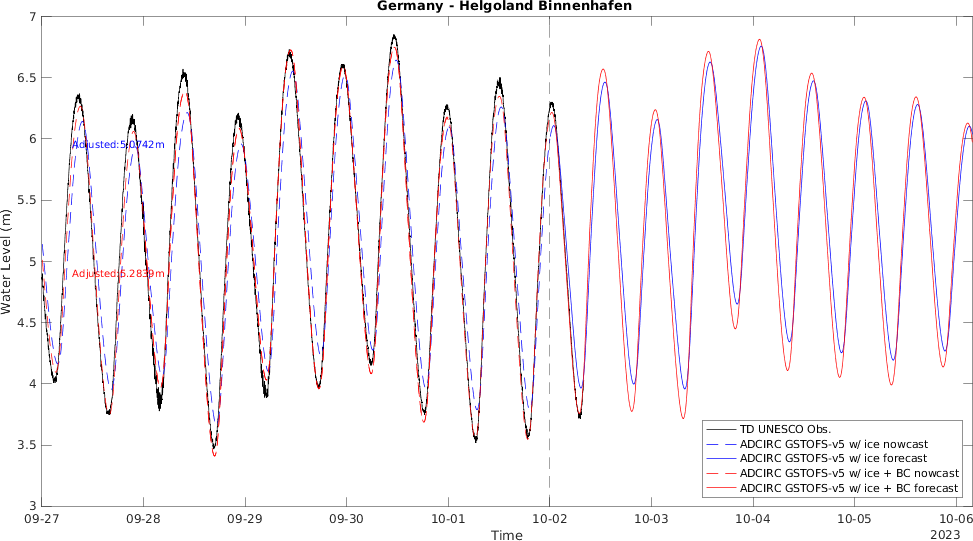 Germany - Helgoland Binnenhafen
7
6.5
6
5.5
5
4.5
4
3.5
3
Water Level (m)
Adjusted:5.0742m
Adjusted:5.2839m
TD UNESCO Obs.
ADCIRC GSTOFS-v5 w/ ice nowcast
ADCIRC GSTOFS-v5 w/ ice forecast
ADCIRC GSTOFS-v5 w/ ice + BC nowcast
ADCIRC GSTOFS-v5 w/ ice + BC forecast
09-27 09-28 09-29 09-30 10-01 10-02 10-03 10-04 10-05 10-06
Time 2023